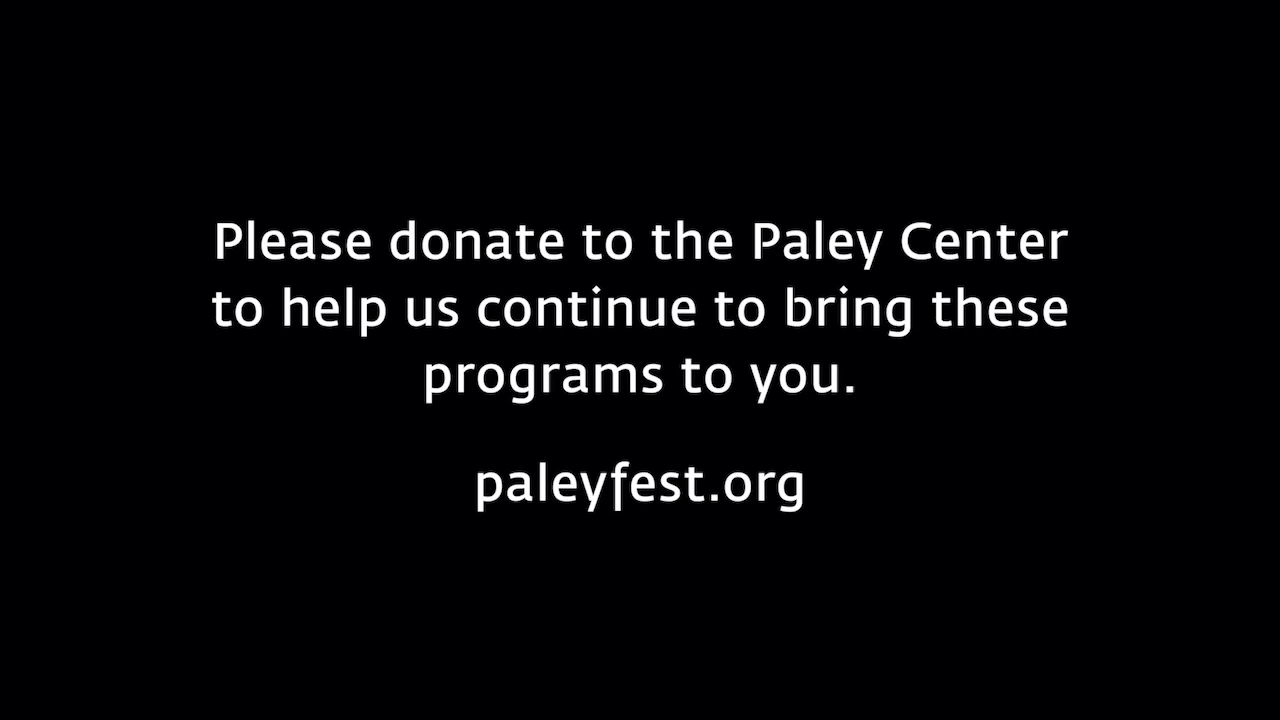 Please donate to the Paley Center
to help us continue to bring these
programs to you.
paleyfest.org